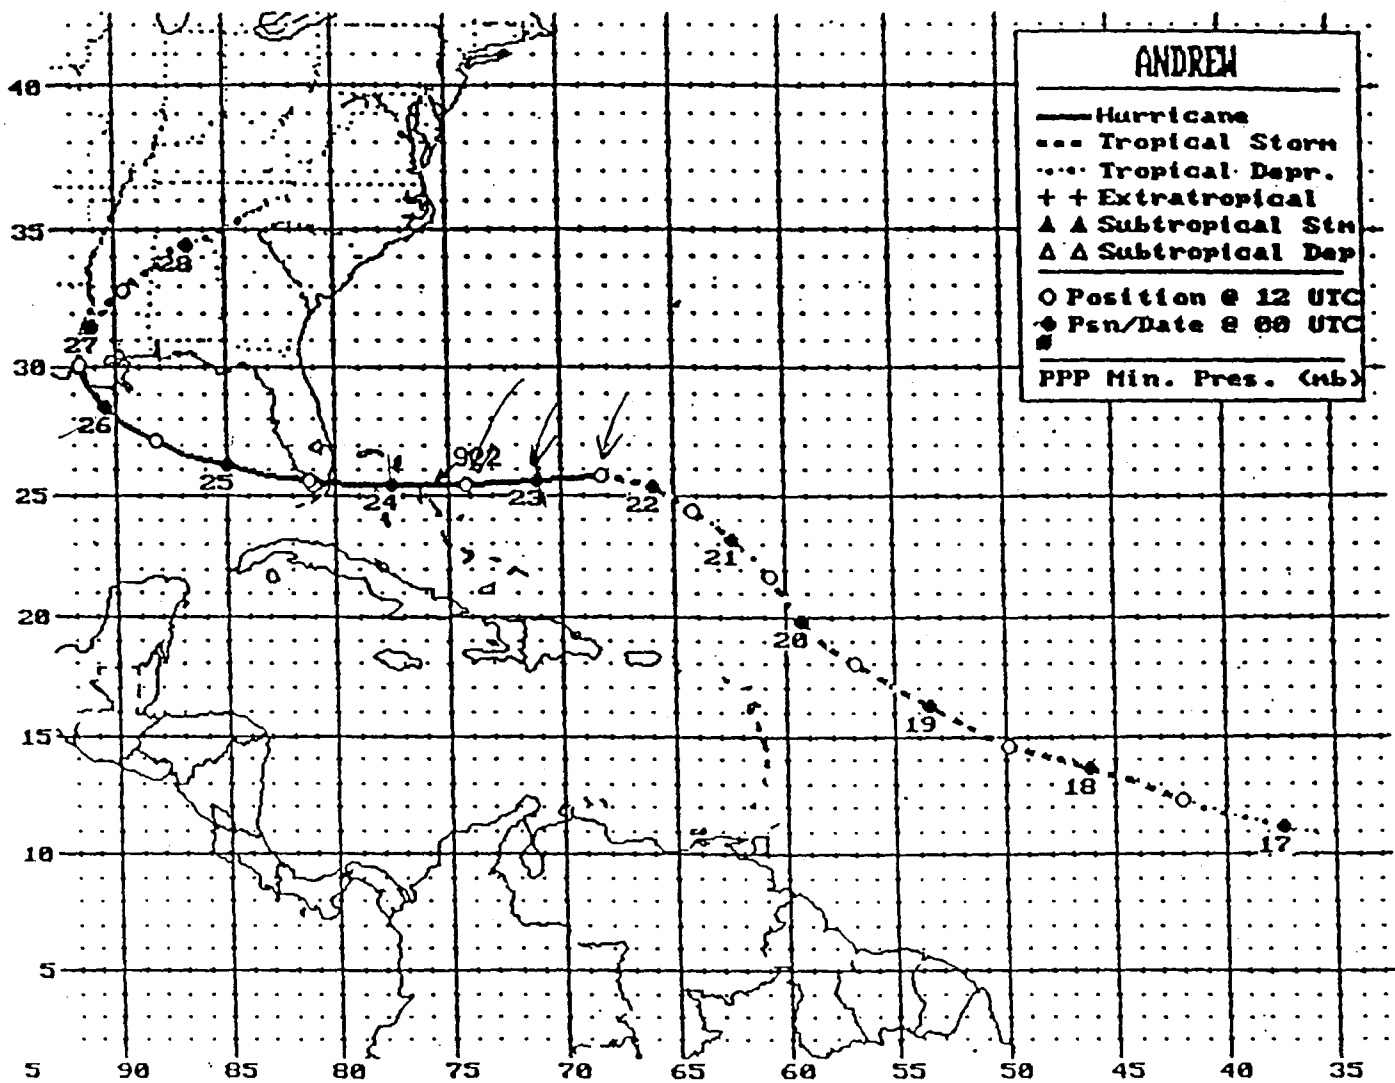 ANDREW
Hurricane
Tropical Storm
Tropical Depr.
Extratropical
Subtropical Stm
Subtropical Dep
Position @ 12 UTC
Psn/Date @ 00 UTC
PPP Min. Pres. (mb)
40
35
28
27
30
26
25
922
24
23
22
25
21
20
20
19
15
18
17
10
5
5 90 85 80 75 70 65 60 55 50 45 40 35